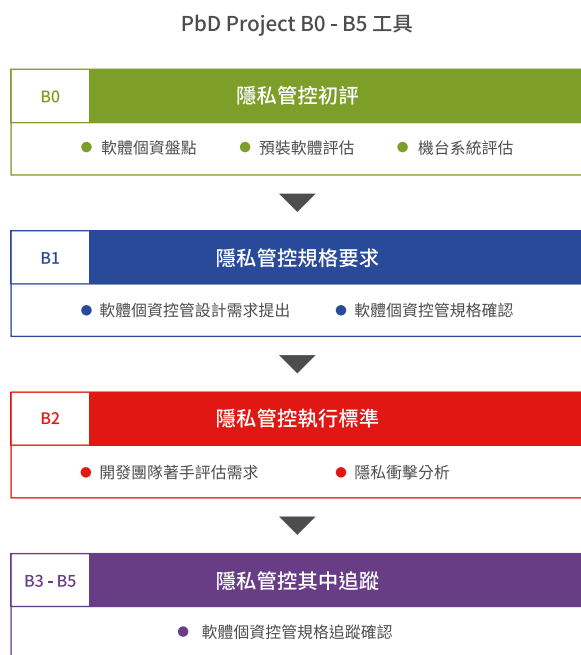 PbD Project B0 - B5 工具
B0 隱私管控初評
軟體個資盤點 預裝軟體評估 機台系統評估
B1 隱私管控規格要求
軟體個資控管設計需求提出 軟體個資控管規格確認
B2 隱私管控執行標準
開發團隊著手評估需求 隱私衝擊分析
B3 - B5 隱私管控其中追蹤
軟體個資控管規格追蹤確認